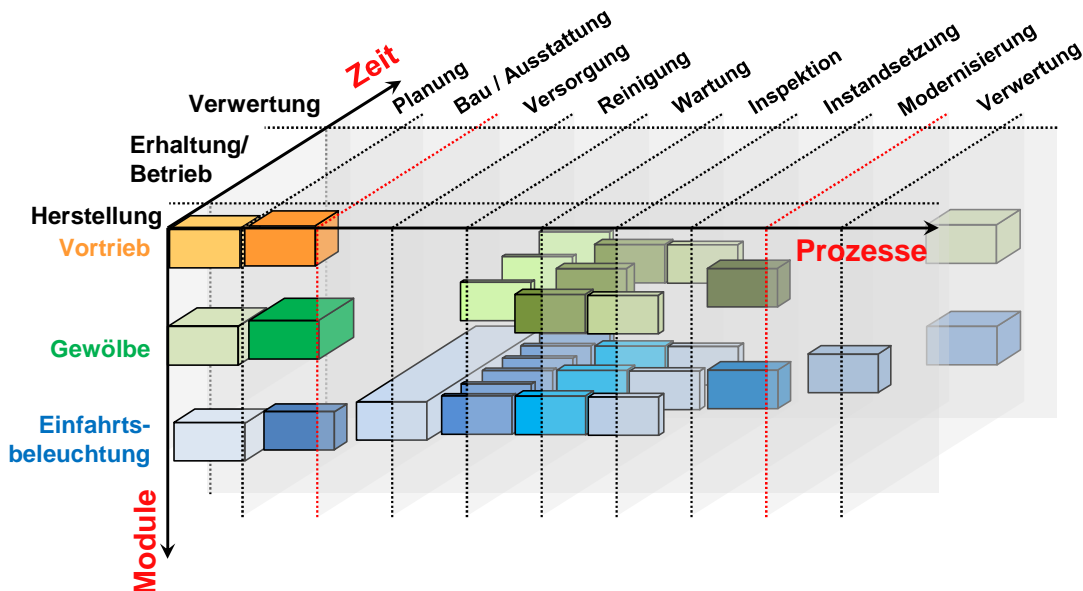 Zeit
Planung
Bau / Ausstattung
Versorgung
Reinigung
Wartung
Inspektion
Instandsetzung
Modernisierung
Verwertung
Verwertung
Erhaltung/
Betrieb
Herstellung
Vortrieb
Prozesse
Gewölbe
Einfahrts-
beleuchtung
Module